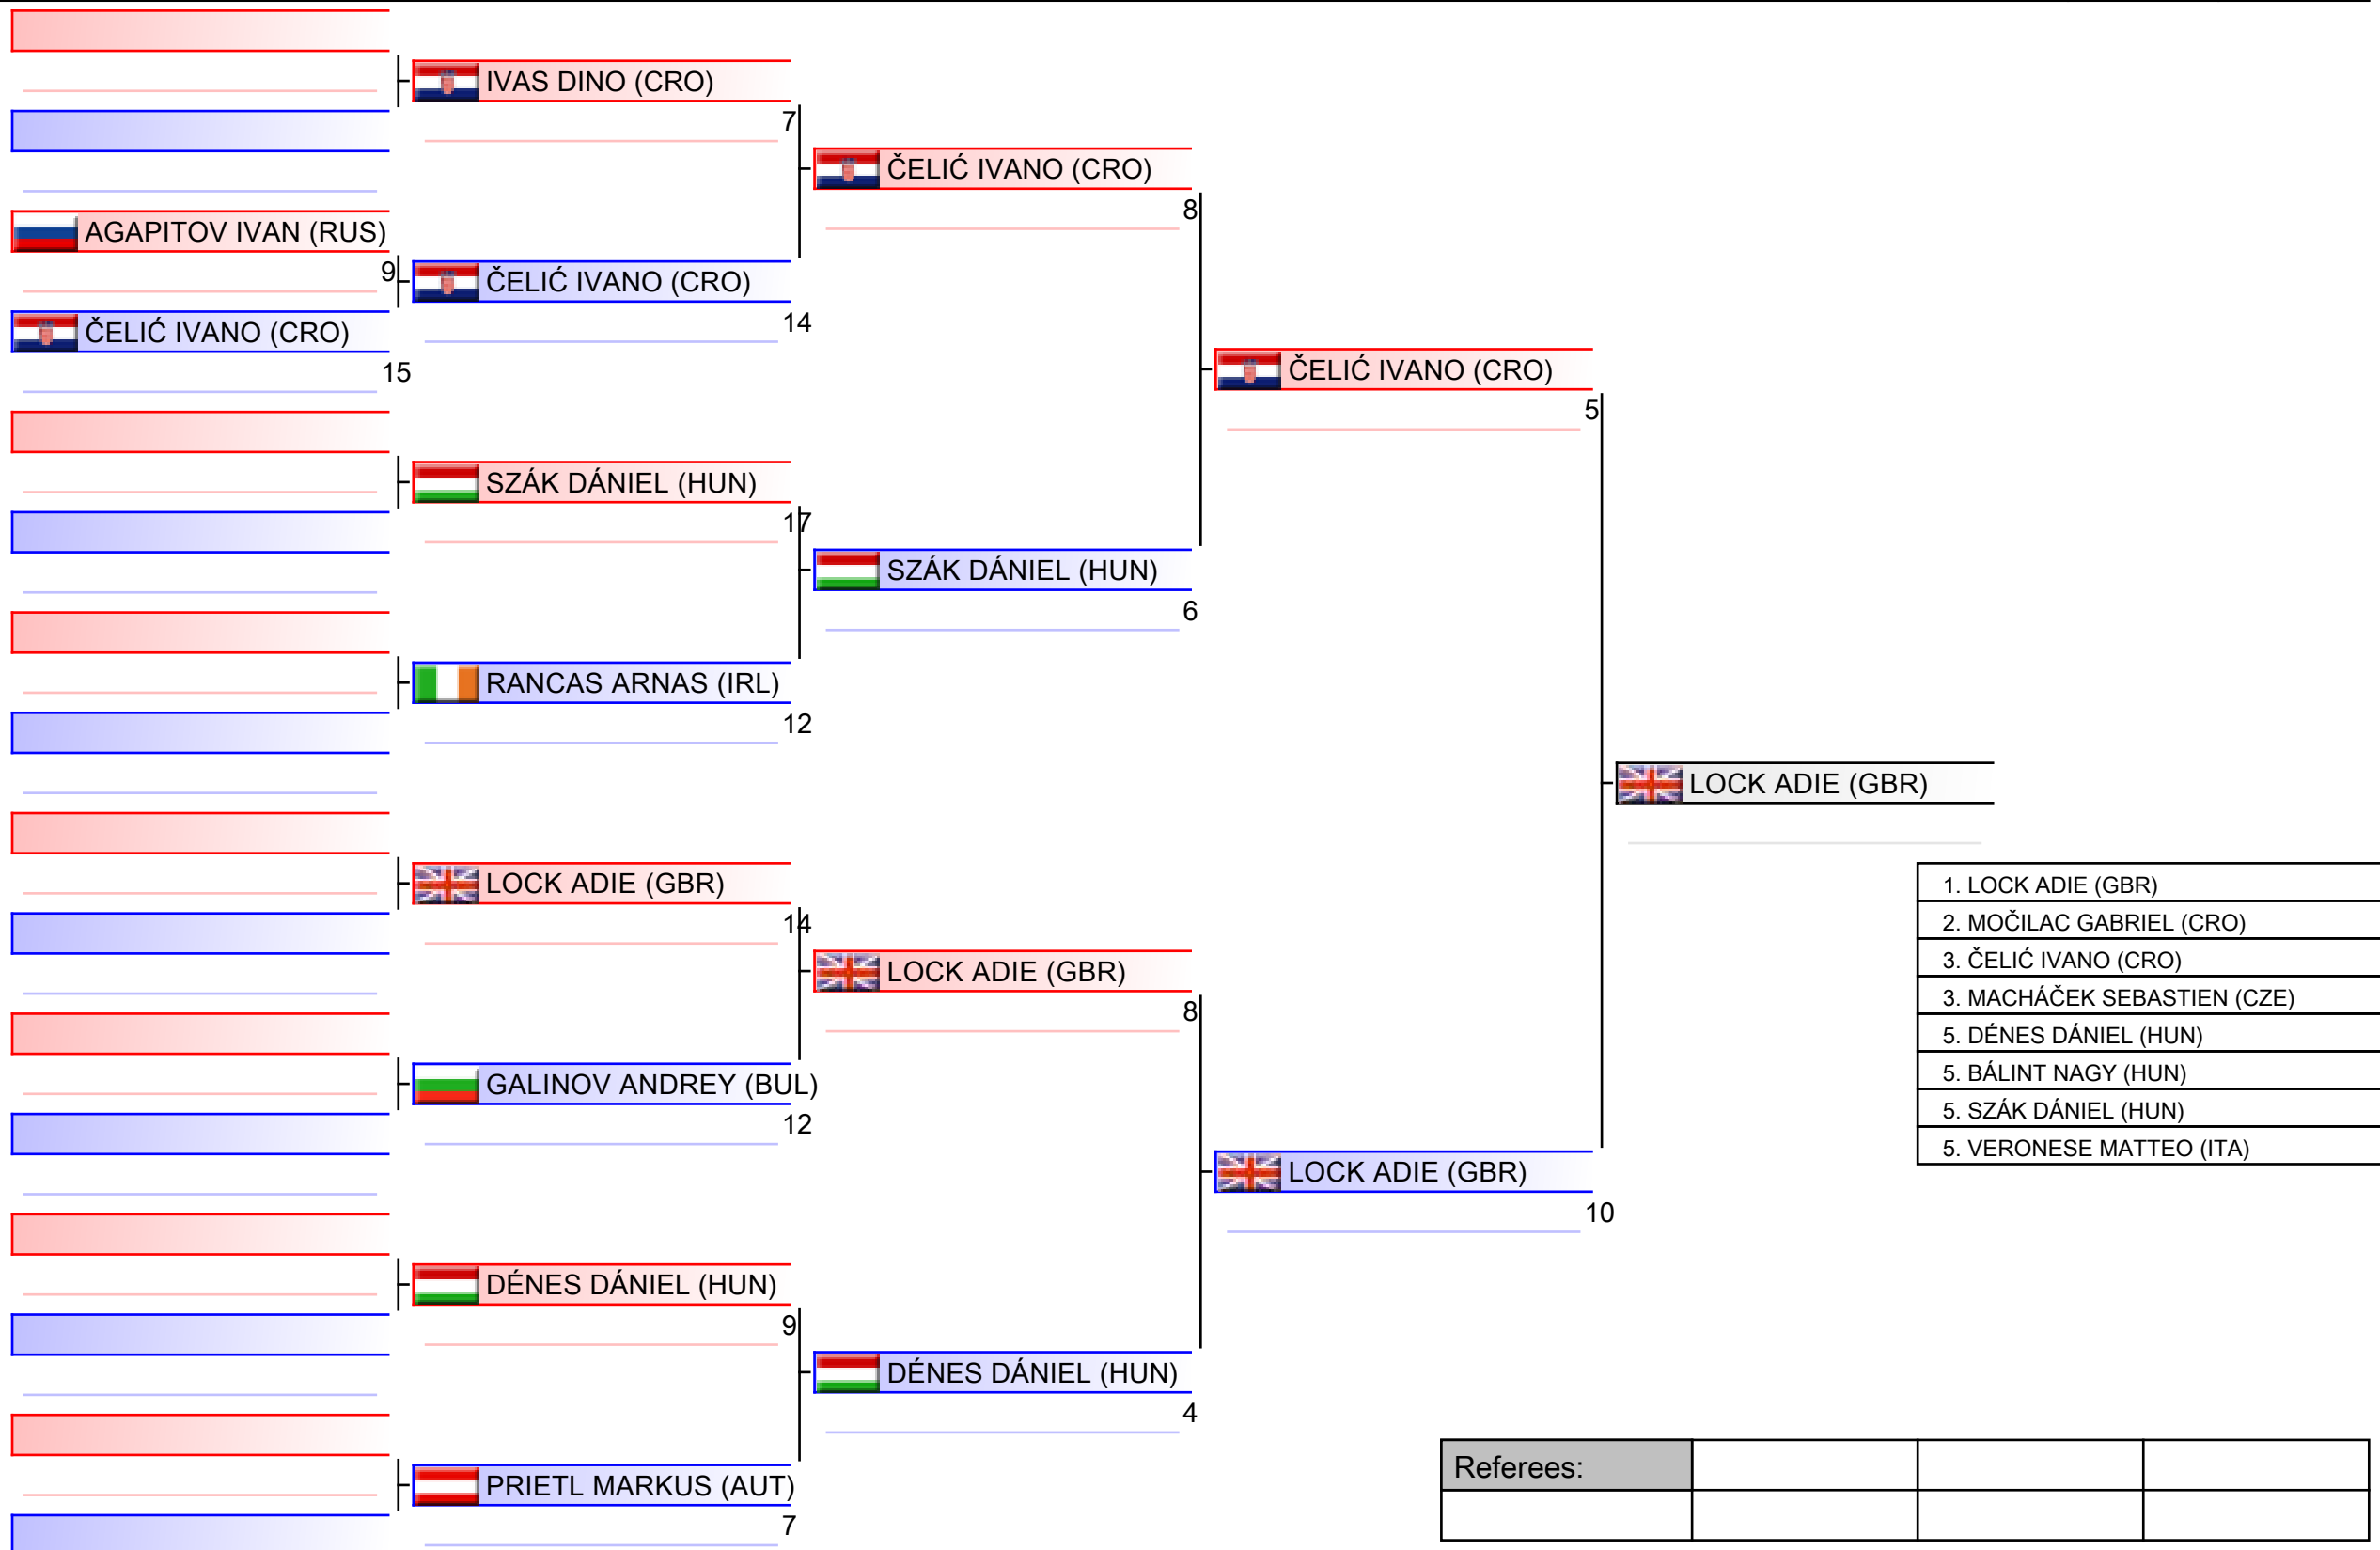 IVAS DINO (CRO)
7
ČELIĆ IVANO (CRO)
8
AGAPITOV IVAN (RUS)
9
ČELIĆ IVANO (CRO)
14
ČELIĆ IVANO (CRO)
15
ČELIĆ IVANO (CRO)
5
SZÁK DÁNIEL (HUN)
17
SZÁK DÁNIEL (HUN)
6
RANCAS ARNAS (IRL)
12
LOCK ADIE (GBR)
LOCK ADIE (GBR)
14
LOCK ADIE (GBR)
8
GALINOV ANDREY (BUL)
12
LOCK ADIE (GBR)
10
1. LOCK ADIE (GBR)
2. MOČILAC GABRIEL (CRO)
3. ČELIĆ IVANO (CRO)
3. MACHÁČEK SEBASTIEN (CZE)
5. DÉNES DÁNIEL (HUN)
5. BÁLINT NAGY (HUN)
5. SZÁK DÁNIEL (HUN)
5. VERONESE MATTEO (ITA)
DÉNES DÁNIEL (HUN)
9
DÉNES DÁNIEL (HUN)
4
PRIETL MARKUS (AUT)
7
Referees: